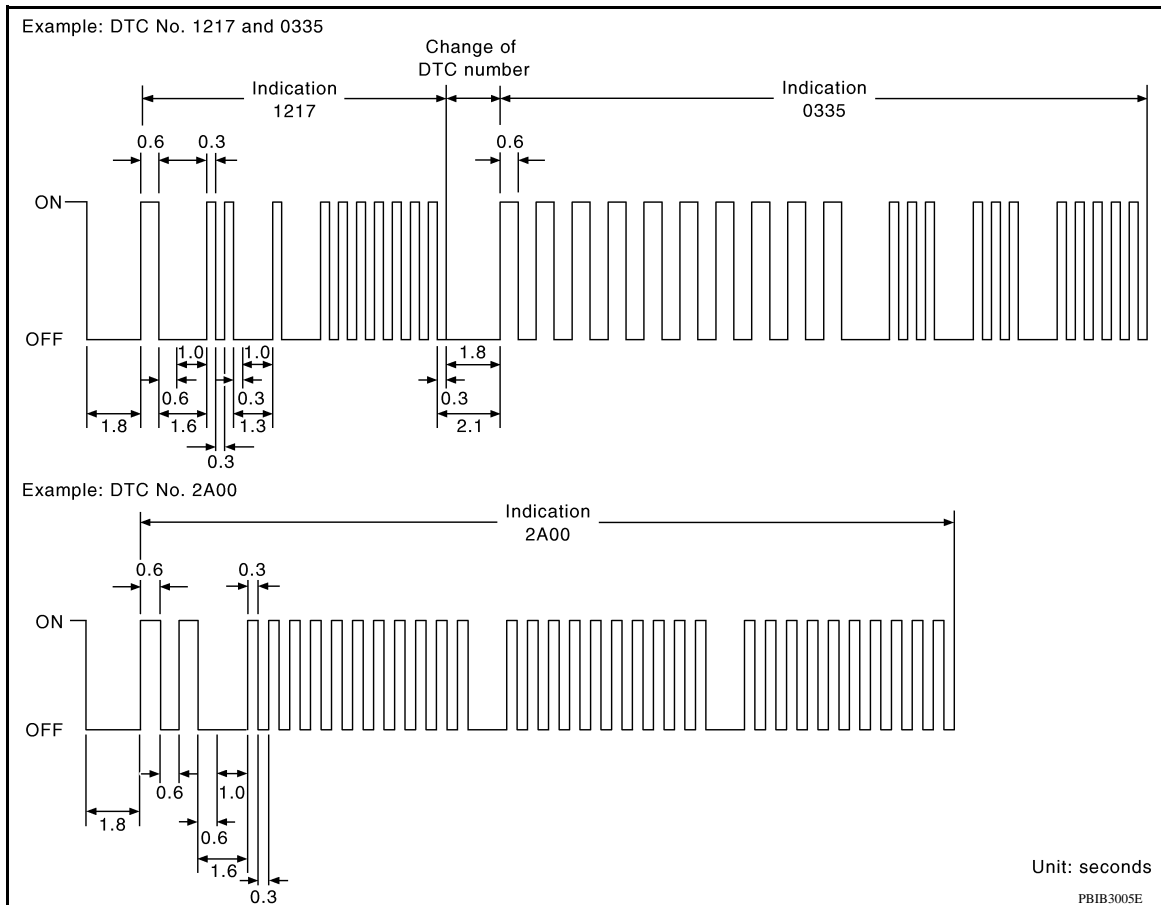 Example: DTC No. 1217 and 0335
Change of
DTC number
Indication
1217
Indication
0335
0.6
0.3
0.6
ON
OFF
1.0
1.0
1.8
0.6
0.3
0.3
1.8
1.6
1.3
2.1
0.3
Example: DTC No. 2A00
Indication
2A00
0.6
0.3
ON
OFF
0.6
1.0
1.8
0.6
1.6
0.3
Unit: seconds
PBIB3005E